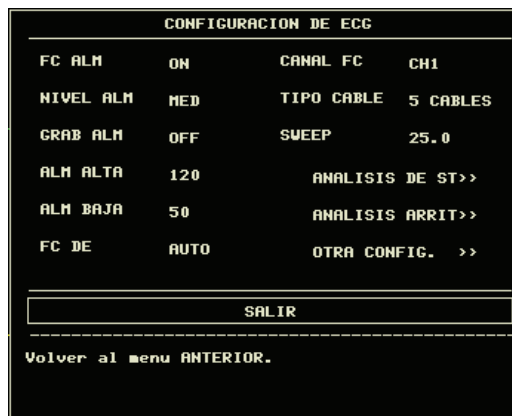 CONFIGURACION DE ECG
FC ALM ON CANAL FC CH1
NIVEL ALM MED TIPO CABLE 5 CABLES
GRAB ALM OFF SWEEP 25.0
ALM ALTA 120 ANALISIS DE ST>>
ALM BAJA 50 ANALISIS ARRIT>>
FC DE AUTO OTRA CONFIG. >>
SALIR
Volver al menu ANTERIOR.